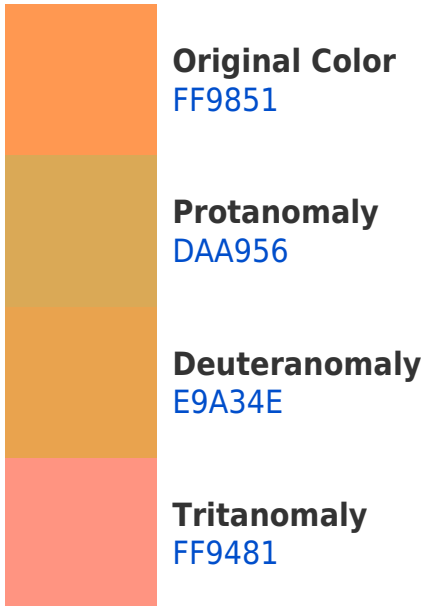 Original Color
FF9851
Protanomaly
DAA956
Deuteranomaly
E9A34E
Tritanomaly
FF9481